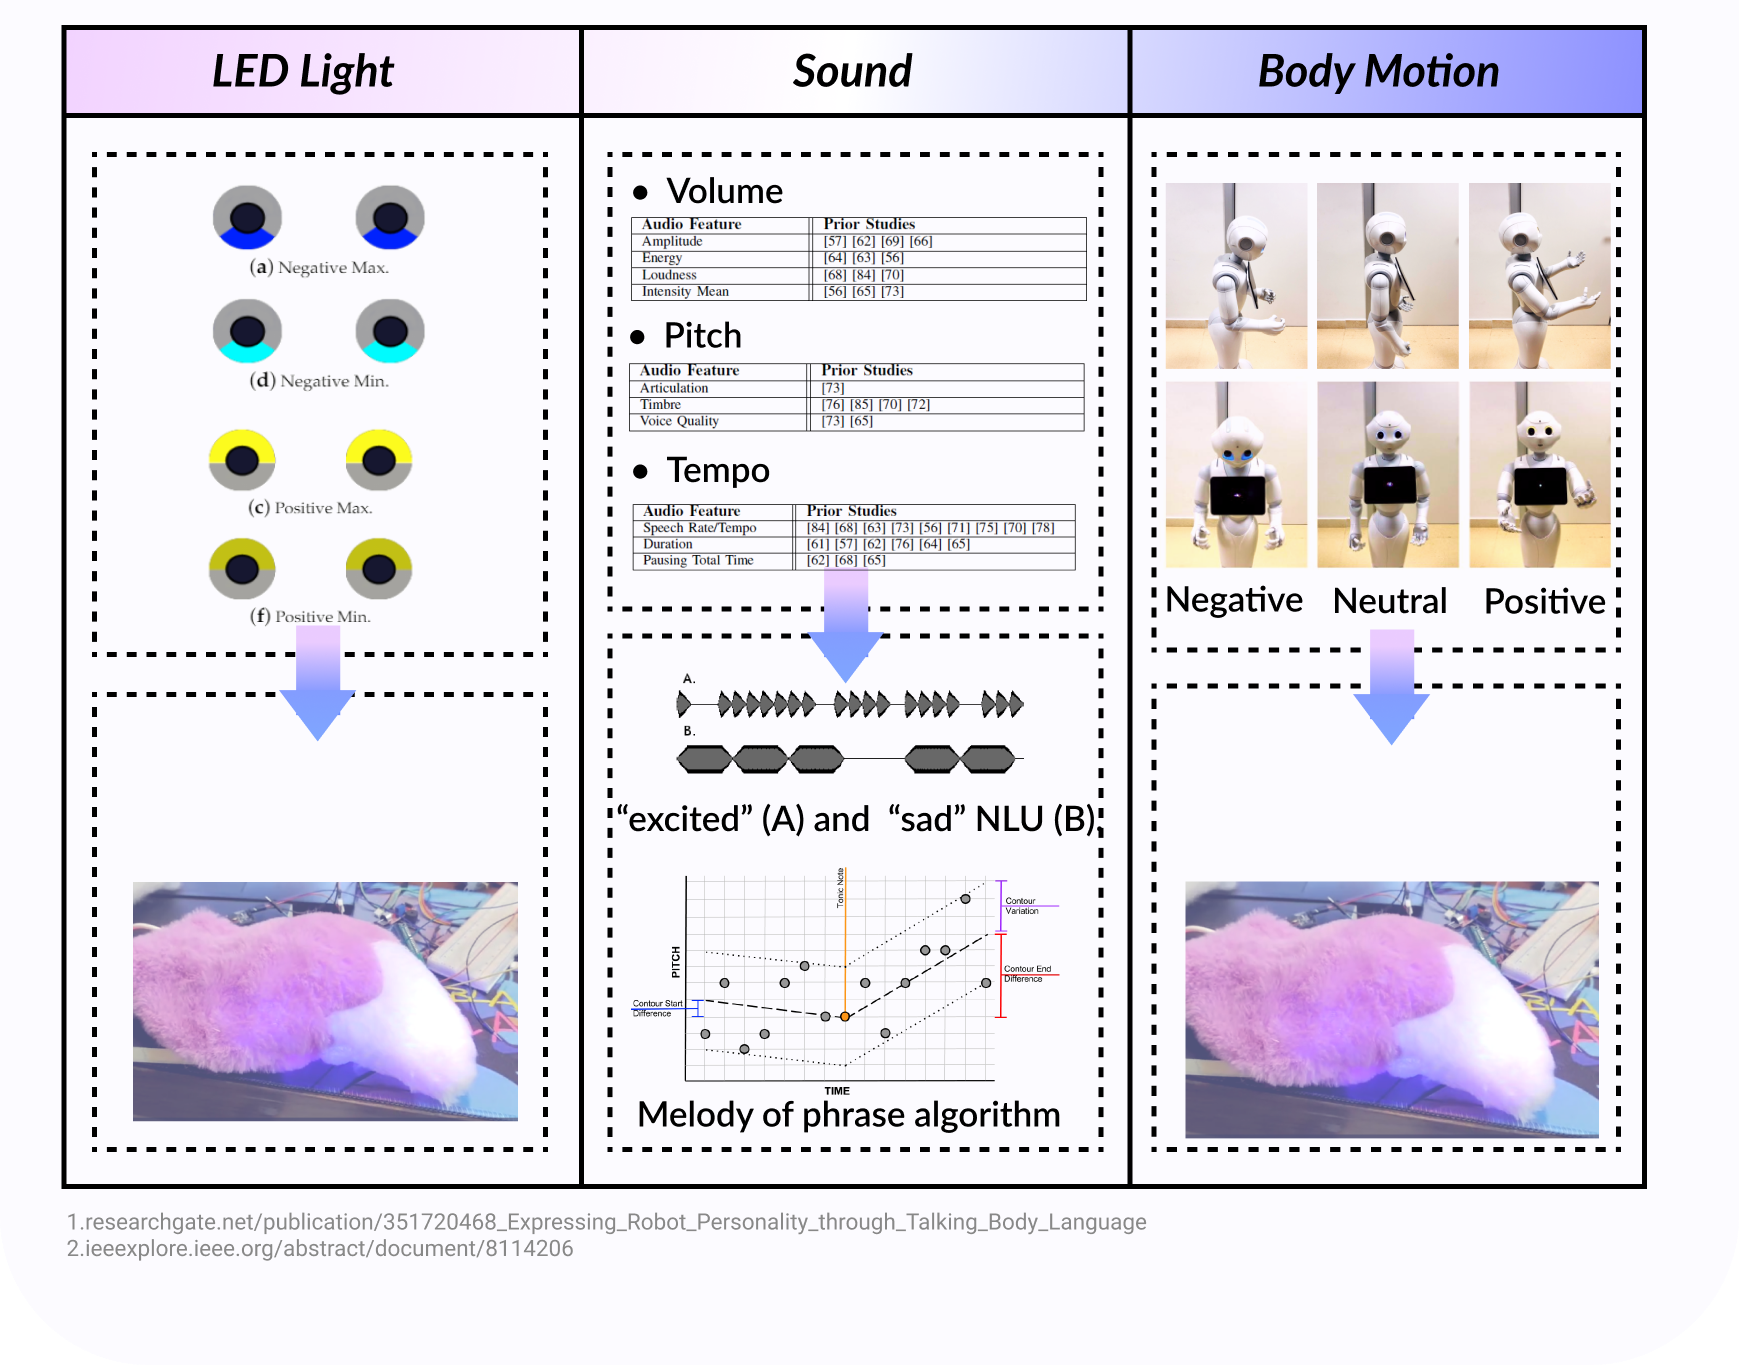 LED Light
Sound
Body Motion
(a) Negative Max.
(d) Negative Min.
(c) Positive Max.
(f) Positive Min.
• Volume
Audio Feature Prior Studies
Amplitude [57] [62] [69] [66]
Energy [64] [63] [56]
Loudness [68] [84] [70]
Intensity Mean [56] [65] [73]
• Pitch
Audio Feature Prior Studies
Articulation [73]
Timbre [76] [85] [70] [72]
Voice Quality [73] [65]
• Tempo
Audio Feature Prior Studies
Speech Rate/Tempo [84] [68] [63] [73] [56] [71] [75] [70] [78]
Duration [61] [57] [62] [76] [64] [65]
Pausing Total Time [62] [68] [65]
A.
B.
“excited” (A) and “sad” NLU (B).
Tonic Note
Contour
Variation
PITCH
Contour End
Difference
Contour Start
Difference
TIME
Melody of phrase algorithm
Negative Neutral Positive
1.researchgate.net/publication/351720468_Expressing_Robot_Personality_through_Talking_Body_Language
2.ieeexplore.ieee.org/abstract/document/8114206